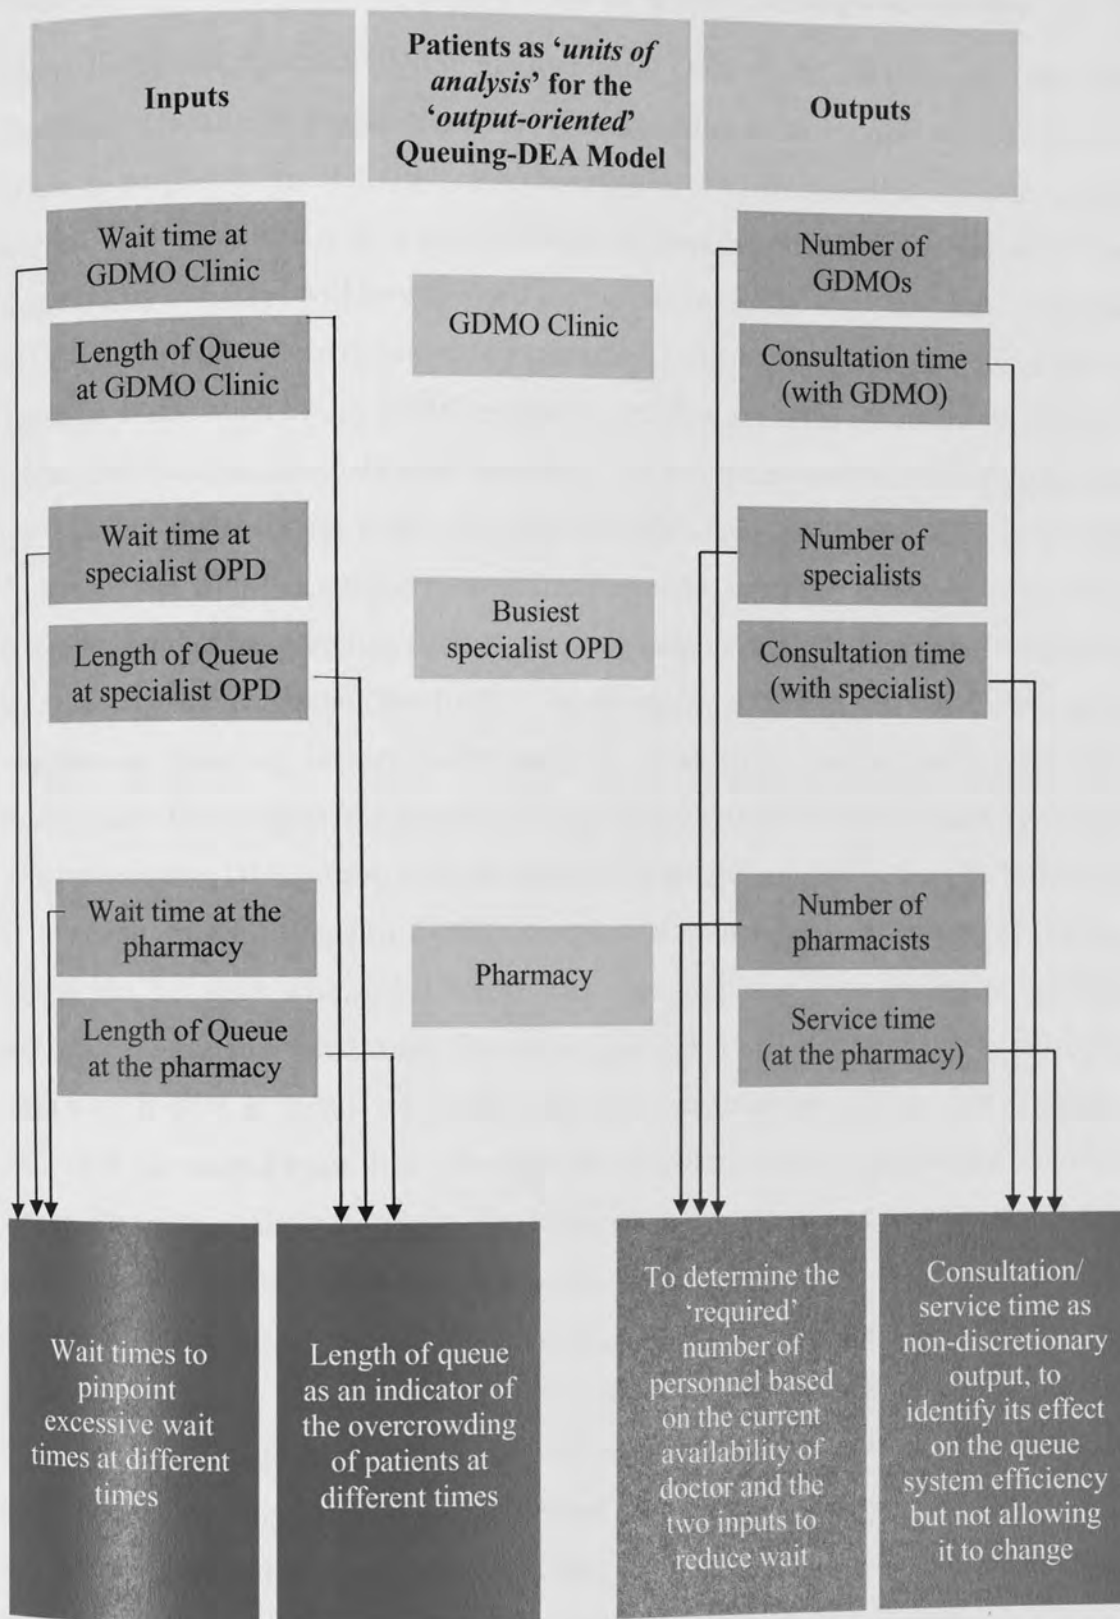 Inputs
Patients as ‘units of
analysis’ for the
‘output-oriented’
Queuing-DEA Model
Outputs
Wait time at
GDMO Clinic
Length of Queue
at GDMO Clinic
GDMO Clinic
Number of
GDMOs
Consultation time
(with GDMO)
Wait time at
specialist OPD
Length of Queue
at specialist OPD
Busiest
specialist OPD
Number of
specialists
Consultation time
(with specialist)
Wait time at the
pharmacy
Length of Queue
at the pharmacy
Pharmacy
Number of
pharmacists
Service time
(at the pharmacy)
Wait times to
pinpoint
excessive wait
times at different
times
Length of queue
as an indicator of
the overcrowding
of patients at
different times
To determine the
‘required’
number of
personnel based
on the current
availability of
doctor and the
two inputs to
reduce wait
Consultation/
service time as
non-discretionary
output, to
identify its effect
on the queue
system efficiency
but not allowing
it to change